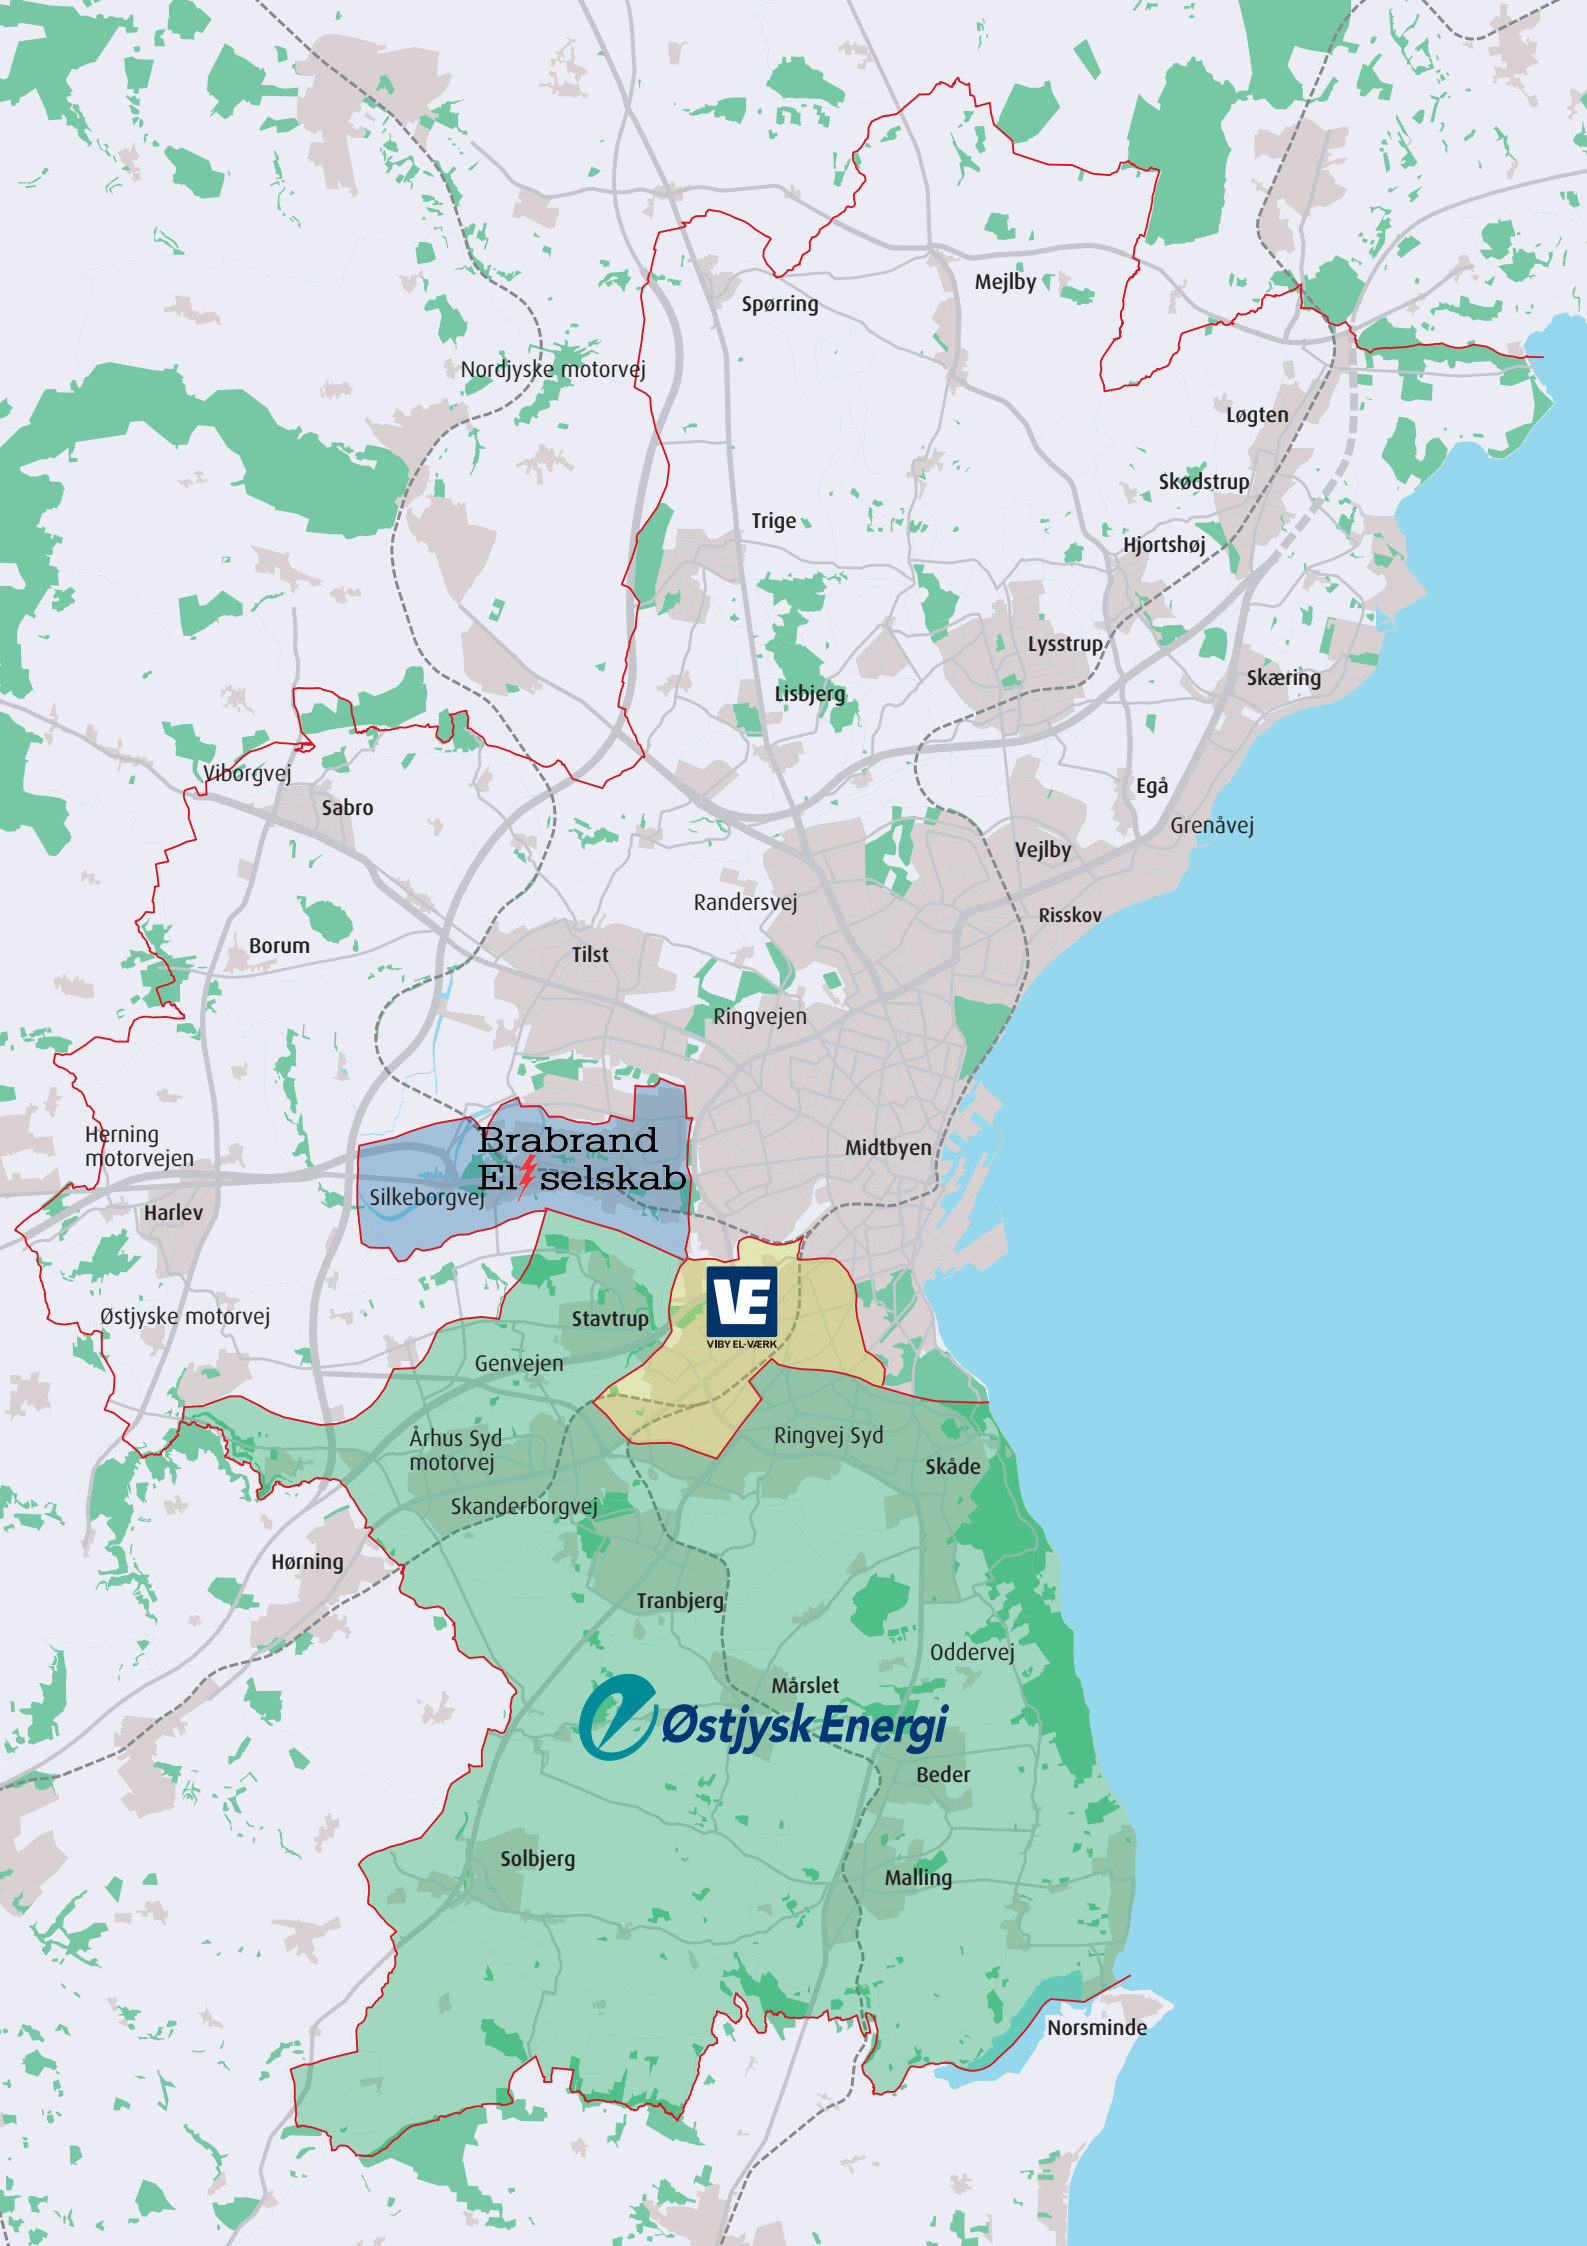 Mejlby
Spørring
Nordjyske motorvej
Løgten
Skødstrup
Trige
Hjortshøj
Lysstrup
Skæring
Lisbjerg
Viborgvej
Egå
Sabro
Grenåvej
Vejlby
Randersvej
Risskov
Borum
Tilst
Ringvejen
Herning
motorvejen
Brabrand
El selskab
Midtbyen
Silkeborgvej
Harlev
Østjyske motorvej
Stavtrup
VE
VIBY EL-VÆRK
Genvejen
Århus Syd
motorvej
Ringvej Syd
Skåde
Skanderborgvej
Hørning
Tranbjerg
Oddervej
Mårslet
Østjysk Energi
Beder
Solbjerg
Malling
Norsminde